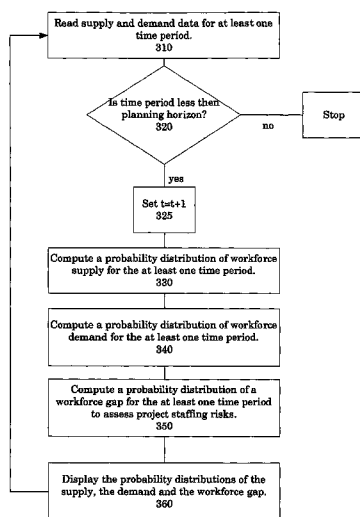 Read supply and demand data for at least one
time period.
310
Is time period less then
planning horizon?
320
Stop
no
yes
Set t=t+1
325
Compute a probability distribution of workforce
supply for the at least one time period.
330
Compute a probability distribution of workforce
demand for the at least one time period.
340
Compute a probability distribution of a
workforce gap for the at least one time period
to assess project staffing risks.
350
Display the probability distributions of the
supply, the demand and the workforce gap.
360